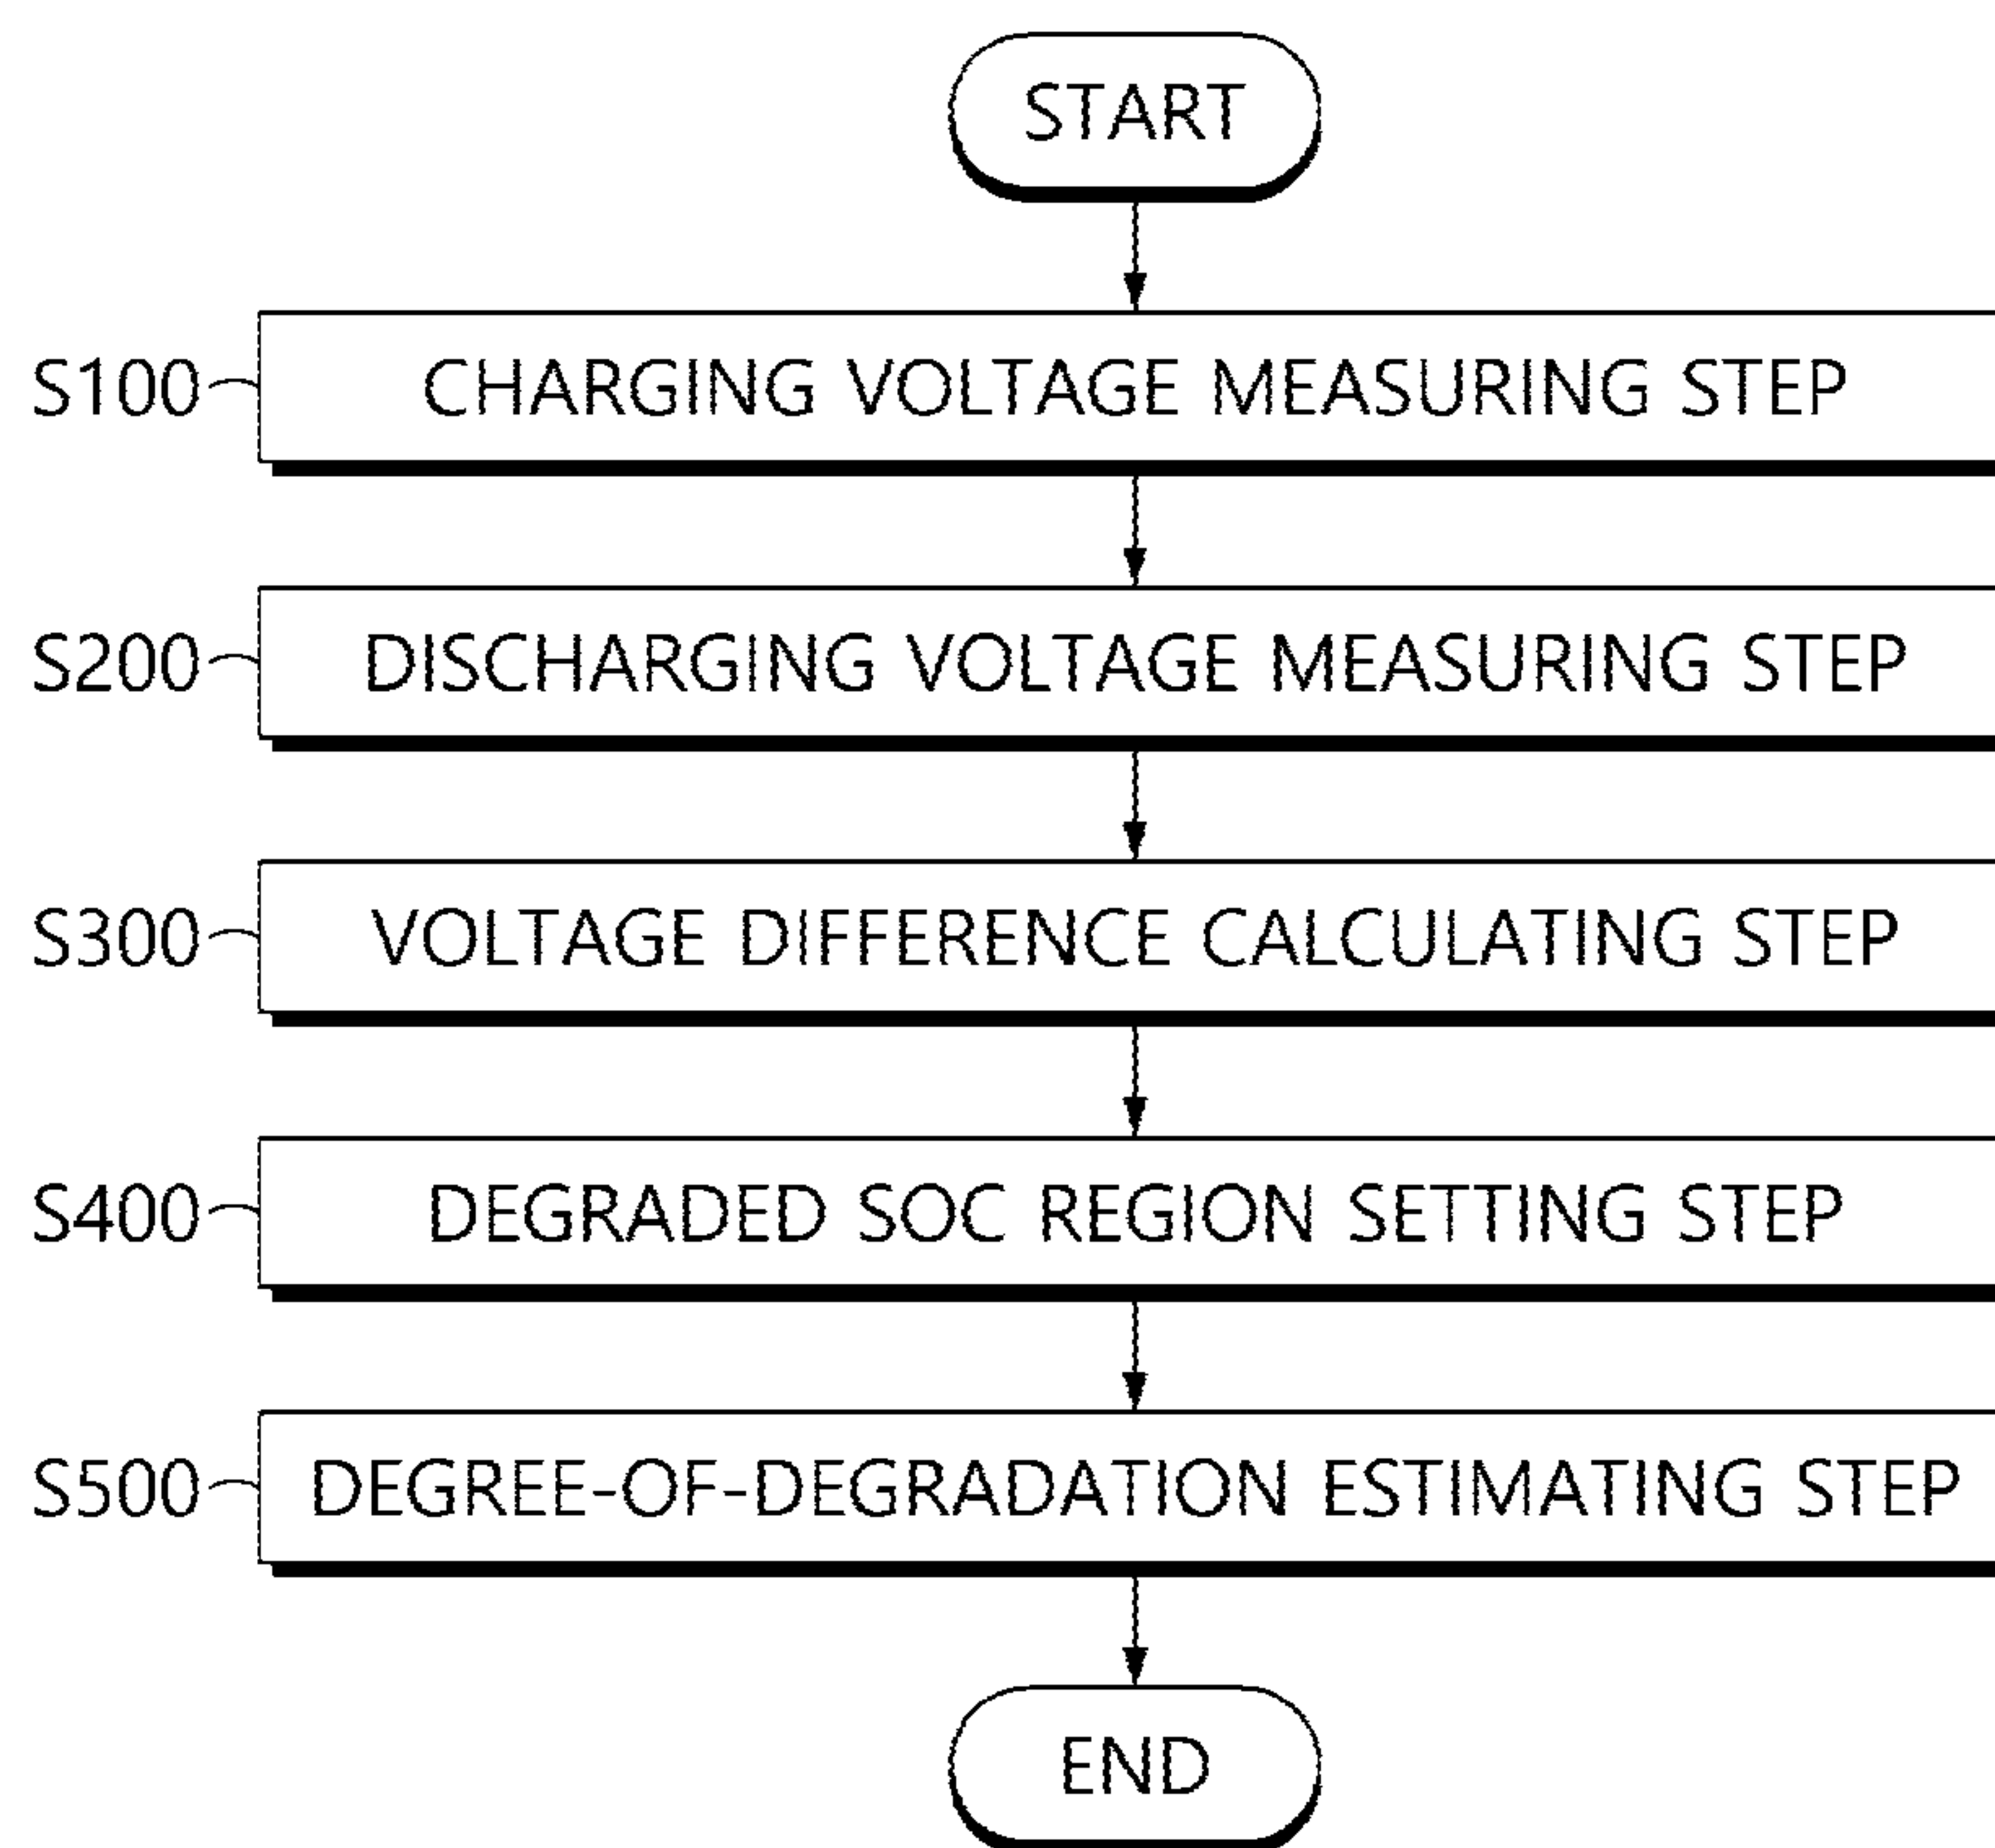 START
S100 CHARGING VOLTAGE MEASURING STEP
S200 DISCHARGING VOLTAGE MEASURING STEP
S300 VOLTAGE DIFFERENCE CALCULATING STEP
S400 DEGRADED SOC REGION SETTING STEP
S500 DEGREE-OF-DEGRADATION ESTIMATING STEP
END